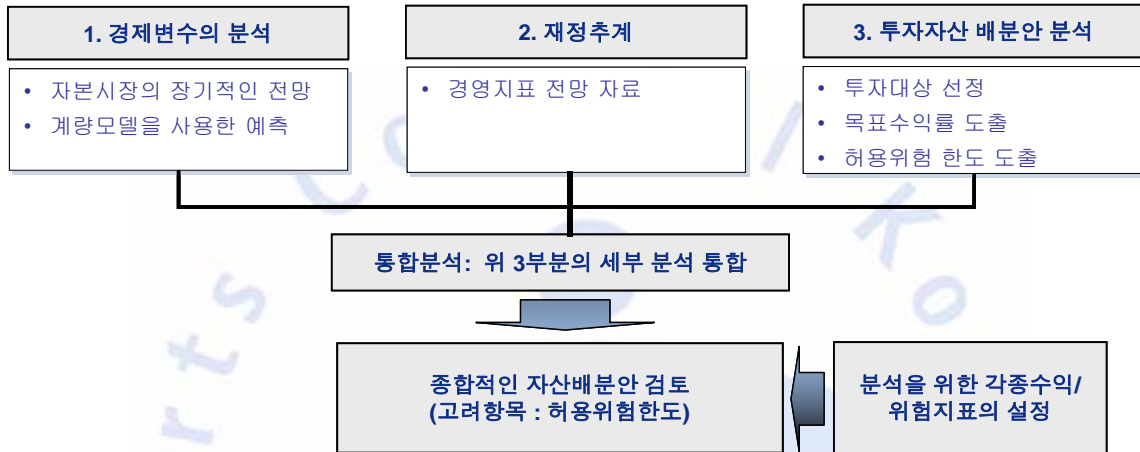 1. 경제변수의 분석
• 자본시장의 장기적인 전망
• 계량모델을 사용한 예측
2. 재정추계
• 경영지표 전망 자료
3. 투자자산 배분안 분석
• 투자대상 선정
• 목표수익률 도출
• 허용위험 한도 도출
통합분석: 위 3부분의 세부 분석 통합
종합적인 자산배분안 검토
(고려항목 : 허용위험한도)
분석을 위한 각종수익/
위험지표의 설정